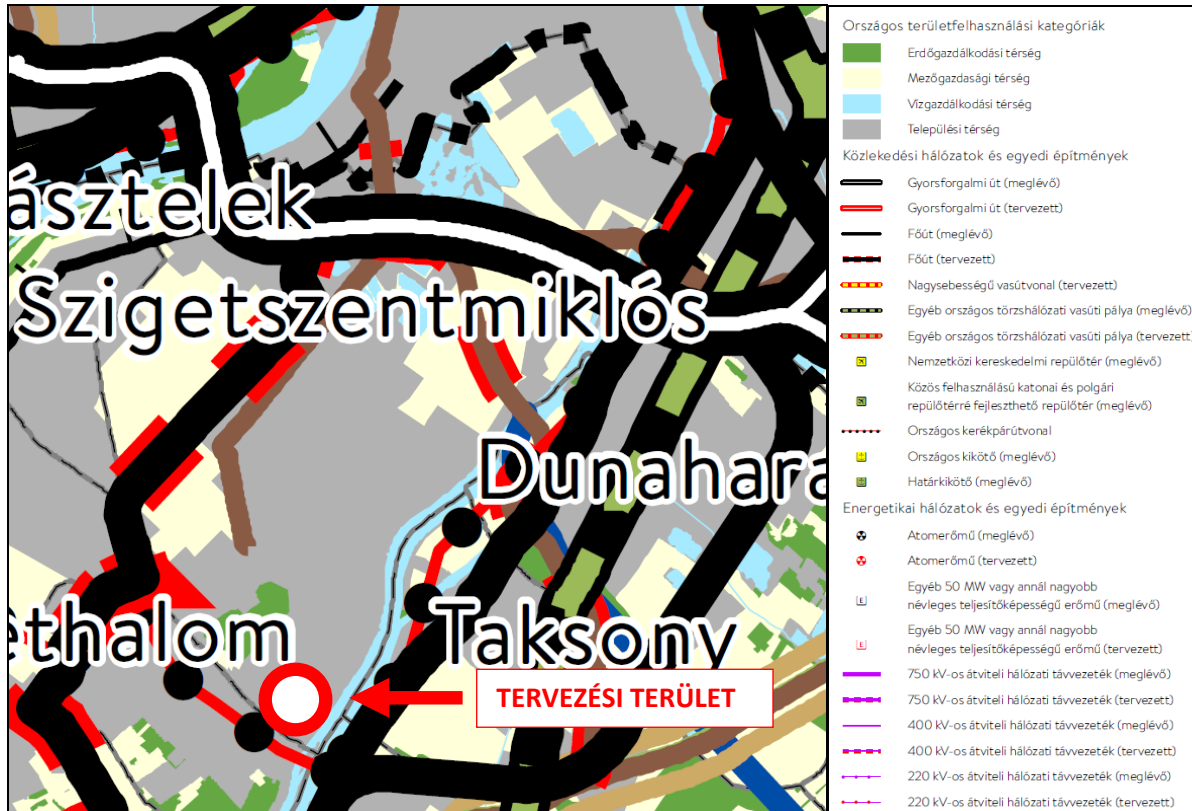 ásztelek
Szigetszentmiklós
Dunahara
ethalom
Taksony
TERVEZÉSI TERÜLET
Országos területfelhasználási kategóriák
Erdőgazdálkodási térség
Mezőgazdasági térség
Vízgazdálkodási térség
Települési térség
Közlekedési hálózatok és egyedi építmények
Gyorsforgalmi út (meglévő)
Gyorsforgalmi út (tervezett)
Főút (meglévő)
Főút (tervezett)
Nagysebességű vasútvonal (tervezett)
Egyéb országos törzshálózati vasúti pálya (meglévő)
Egyéb országos törzshálózati vasúti pálya (tervezett)
Nemzetközi kereskedelmi repülőtér (meglévő)
Közös felhasználású katonai és polgári
repülőtérré fejleszthető repülőtér (meglévő)
Országos kerékpárútvonal
Országos kikötő (meglévő)
Határkikötő (meglévő)
Energetikai hálózatok és egyedi építmények
Atomerőmű (meglévő)
Atomerőmű (tervezett)
E
Egyéb 50 MW vagy annál nagyobb
névleges teljesítőképességű erőmű (meglévő)
E
Egyéb 50 MW vagy annál nagyobb
névleges teljesítőképességű erőmű (tervezett)
750 kV-os átviteli hálózati távvezeték (meglévő)
750 kV-os átviteli hálózati távvezeték (tervezett)
400 kV-os átviteli hálózati távvezeték (meglévő)
400 kV-os átviteli hálózati távvezeték (tervezett)
220 kV-os átviteli hálózati távvezeték (meglévő)
220 kV-os átviteli hálózati távvezeték (tervezett)